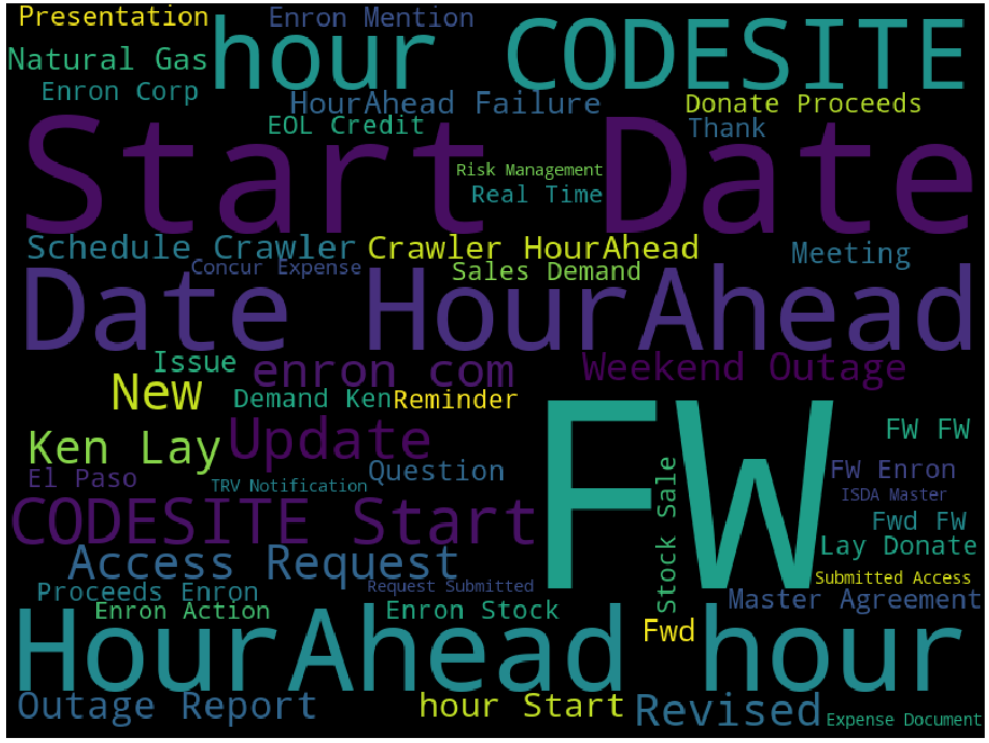 Presentation
Enron Mention
hour CODESITE
Natural Gas
Enron Corp
HourAhead Failure
Donate Proceeds
EOL Credit
Thank
Start Date
Risk Management
Real Time
Schedule Crawler
Crawler HourAhead
Meeting
Concur Expense
Sales Demand
Date HourAhead
Issue
enron com
Weekend Outage
New
Demand Ken
Reminder
FW
FW FW
Ken Lay
Update
Question
FW Enron
El Paso
TRV Notification
Stock Sale
ISDA Master
CODESITE Start
Fwd FW
Lay Donate
Access Request
Submitted Access
Proceeds Enron
Request Submitted
Master Agreement
Enron Action
Enron Stock
HourAhead hour
Fwd
Outage Report
hour Start
Revised
Expense Document